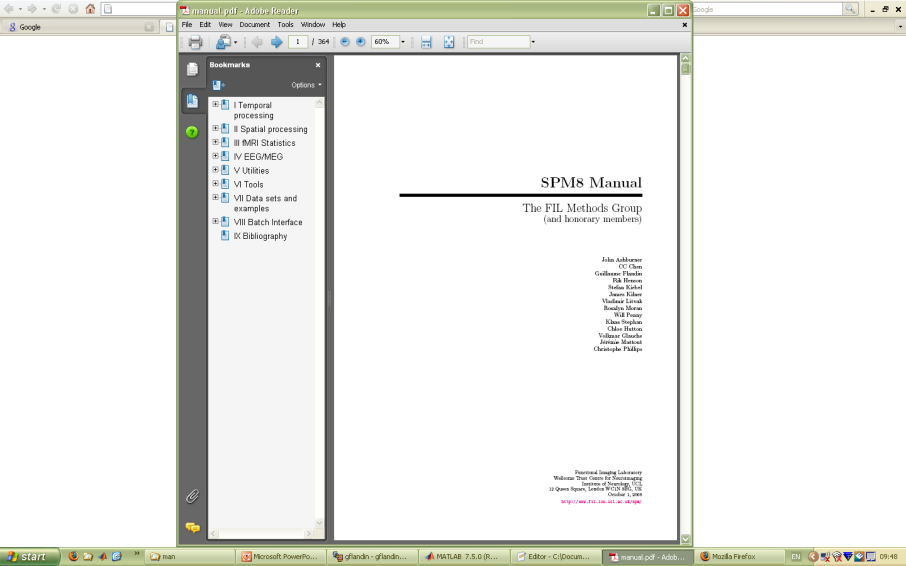 manual.pdf - Adobe Reader
Google
File Edit View Document Tools Window Help
Google
1 / 364 60% Find
Bookmarks
Options
I Temporal
processing
II Spatial processing
III fMRI Statistics
IV EEG/MEG
V Utilities
VI Tools
VII Data sets and
examples
VIII Batch Interface
IX Bibliography
SPM8 Manual
The FIL Methods Group
(and honorary members)
John Ashburner
CC Chen
Guillaume Flandin
Rik Henson
Stefan Kiebel
James Kilner
Vladimir Litvak
Rosalyn Moran
Will Penny
Klaas Stephan
Chloe Hutton
Volkmar Glauche
Jérémie Mattout
Christophe Phillips
Functional Imaging Laboratory
Wellcome Trust Centre for Neuroimaging
Institute of Neurology, UCL
12 Queen Square, London WC1N 3BG, UK
October 1, 2008
http://www.fil.ion.ucl.ac.uk/spm/
start » man Microsoft PowerPo... gflandin - gflandin... MATLAB 7.5.0 (R... Editor - C:\Docum... manual.pdf - Adob... Mozilla Firefox EN 09:48